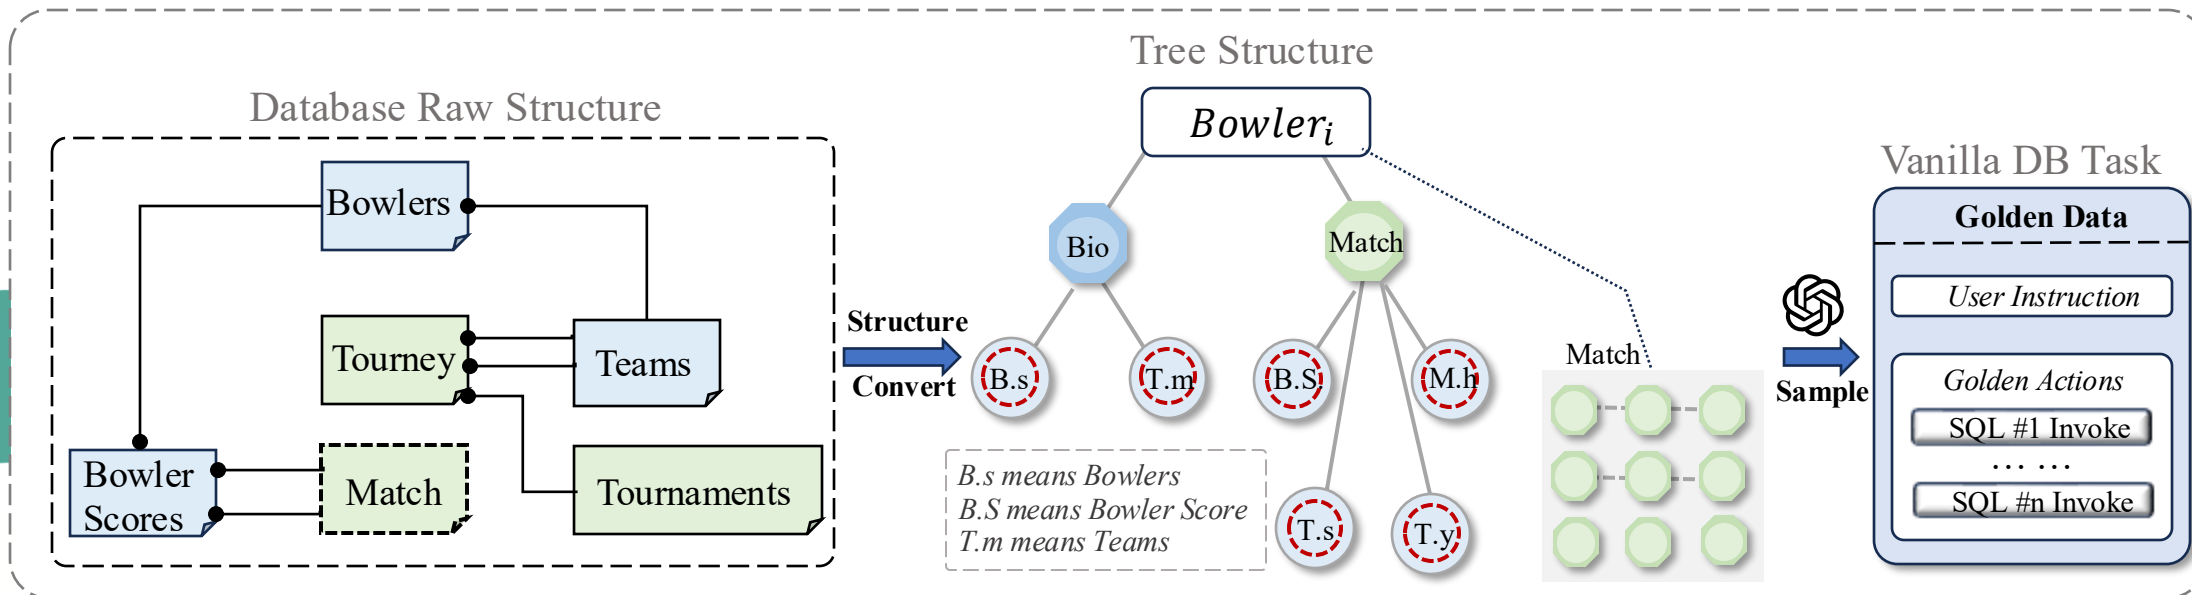 Database Raw Structure
Bowlers
Tourney
Teams
Bowler
Scores
Match
Tournaments
Structure
Convert
Tree Structure
Bowler_i
Bio
Match
B.s
T.m
B.S.
M.h
T.s
T.y
B.s means Bowlers
B.S means Bowler Score
T.m means Teams
Match
Sample
Vanilla DB Task
Golden Data
User Instruction
Golden Actions
SQL #1 Invoke
... ...
SQL #n Invoke